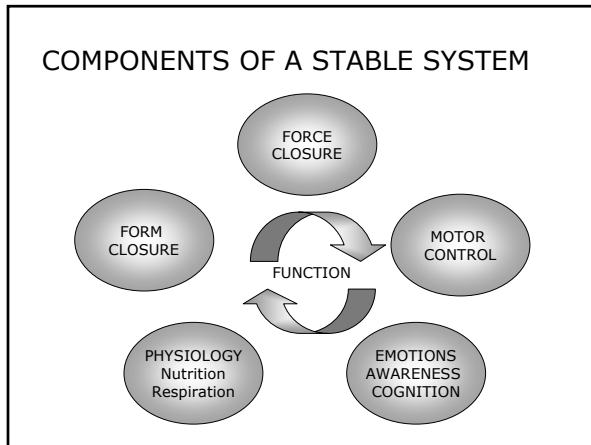 COMPONENTS OF A STABLE SYSTEM
FORCE
CLOSURE
FORM
CLOSURE
MOTOR
CONTROL
FUNCTION
PHYSIOLOGY
Nutrition
Respiration
EMOTIONS
AWARENESS
COGNITION